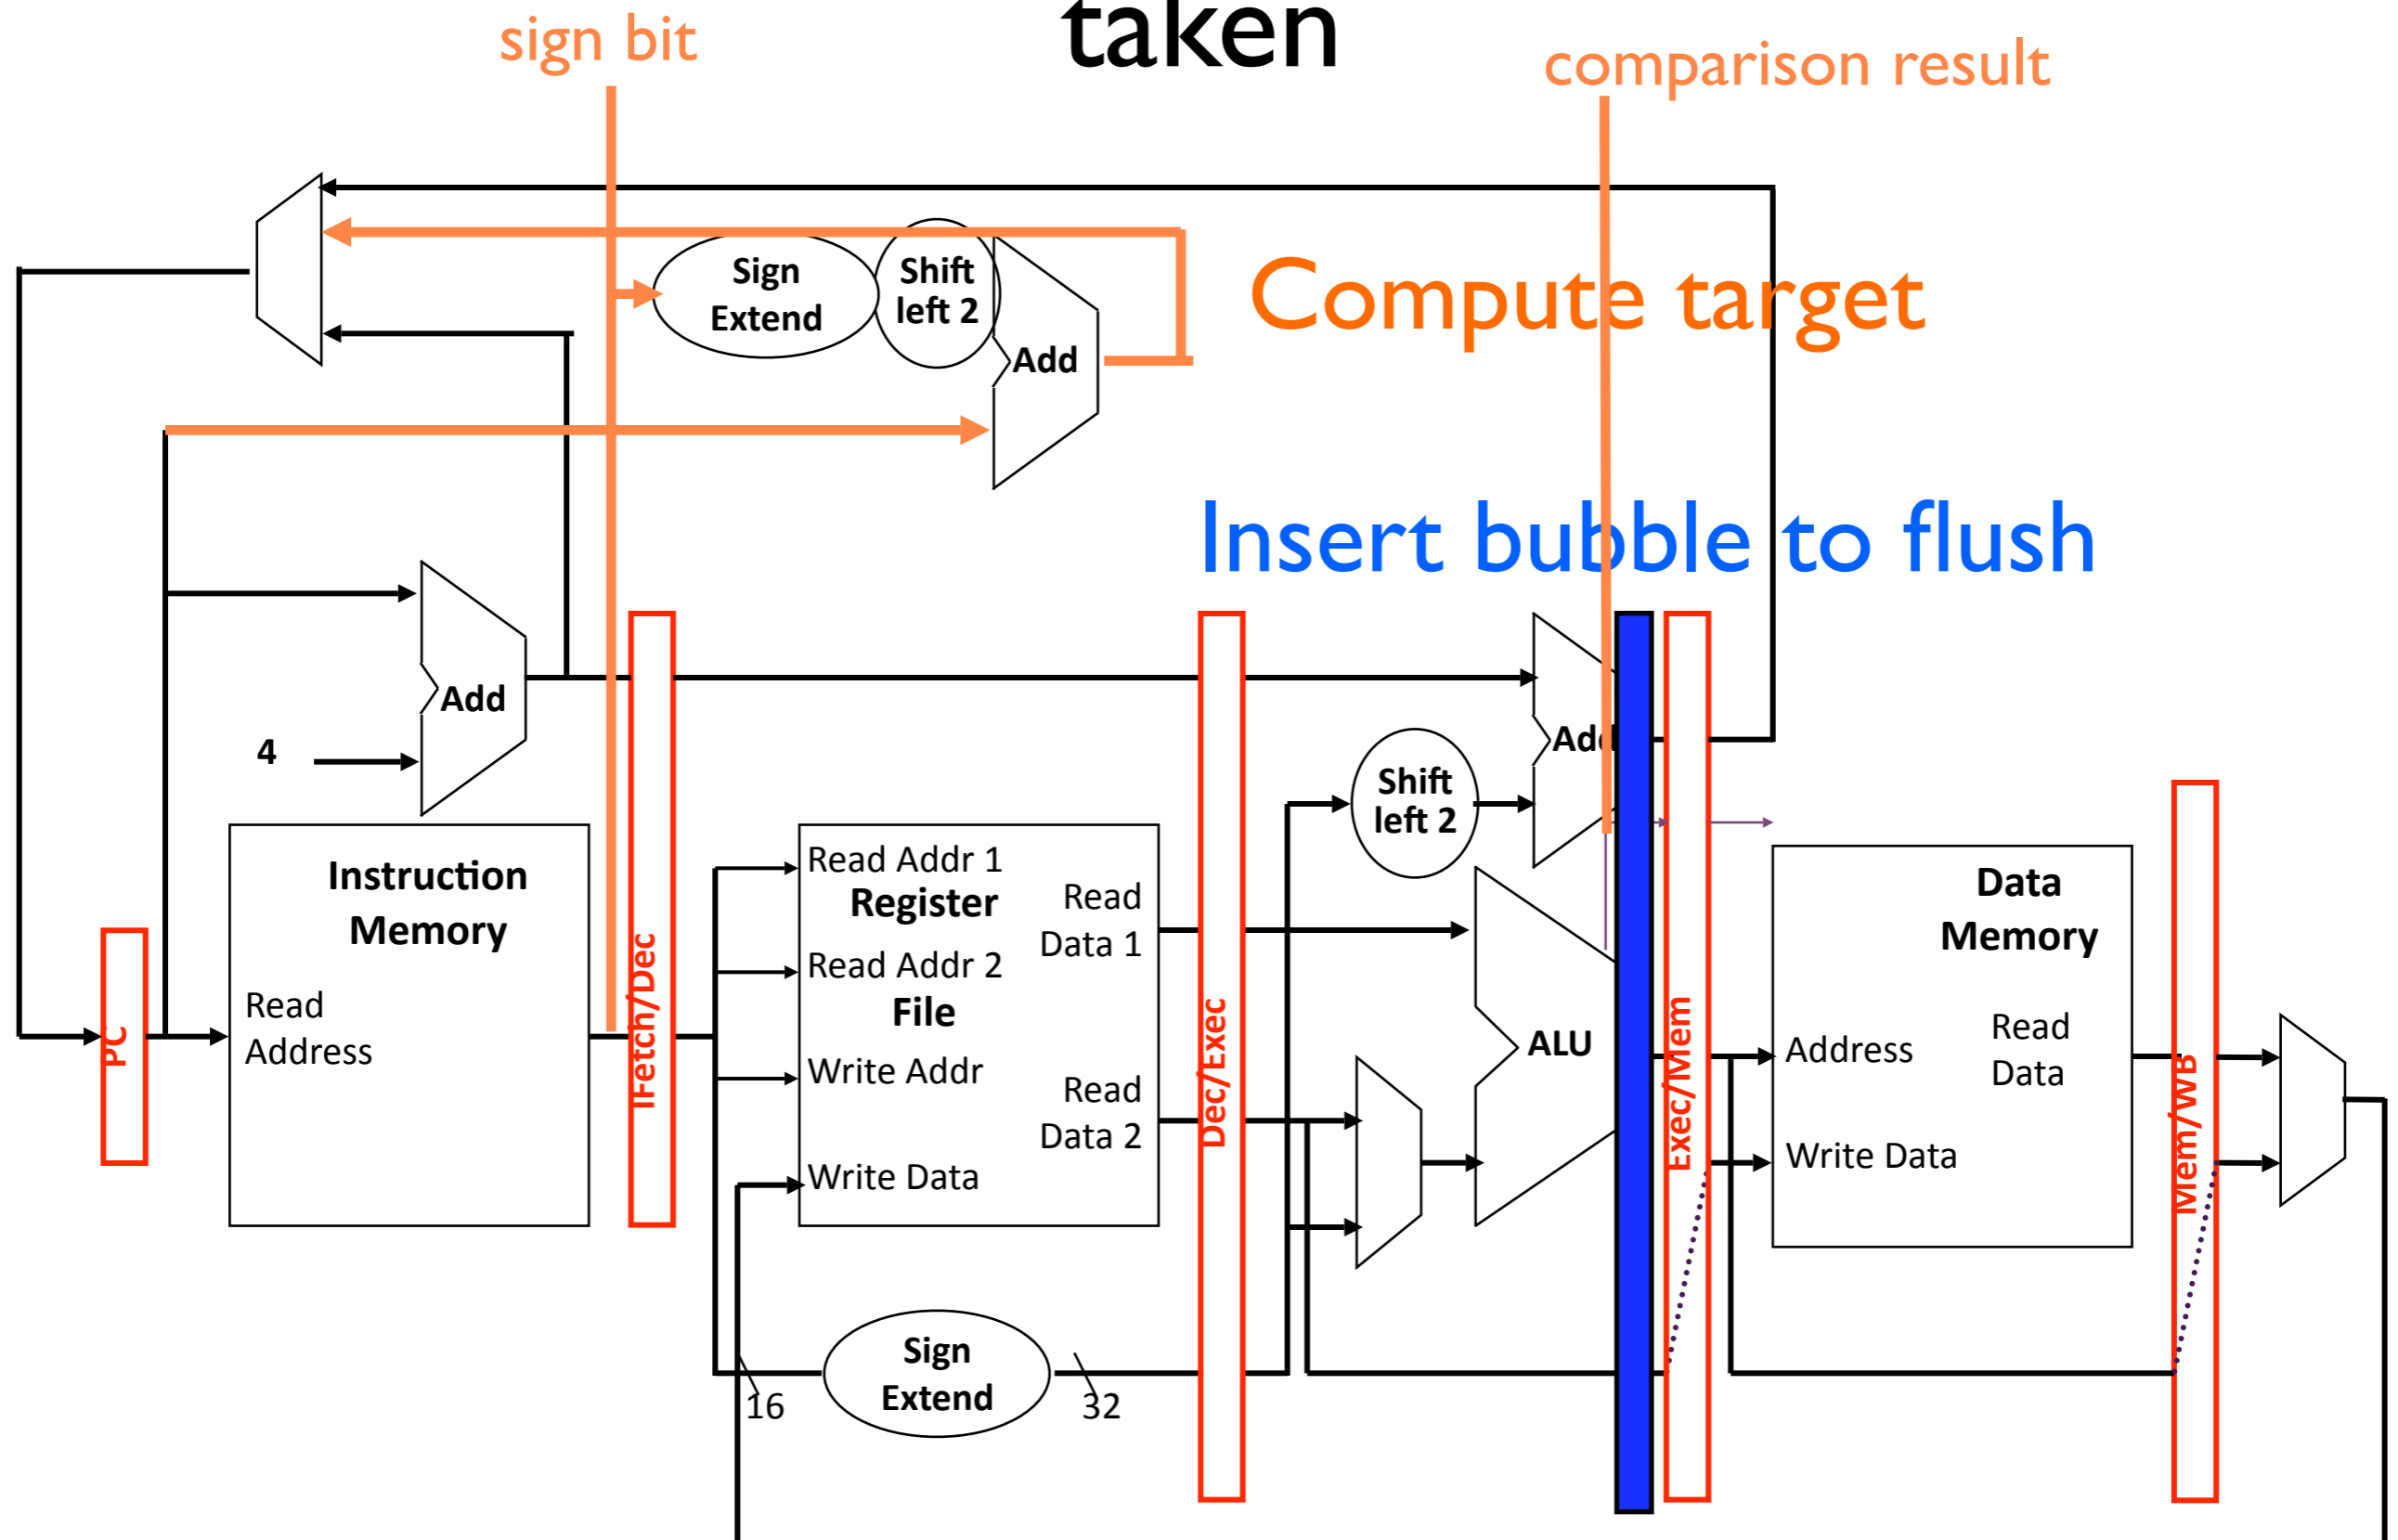 taken
sign bit
comparison result
Sign
Extend
Shift
left 2
Add
Compute target
Insert bubble to flush
Add
4
Add
Shift
left 2
Instruction
Memory
Read
Address
PC
IFetch/Dec
Read Addr 1
Register
Read Addr 2
File
Write Addr
Write Data
Read
Data 1
Read
Data 2
Dec/Exec
ALU
Exec/Mem
Data
Memory
Address
Read
Data
Write Data
Mem/WB
Sign
Extend
16
32